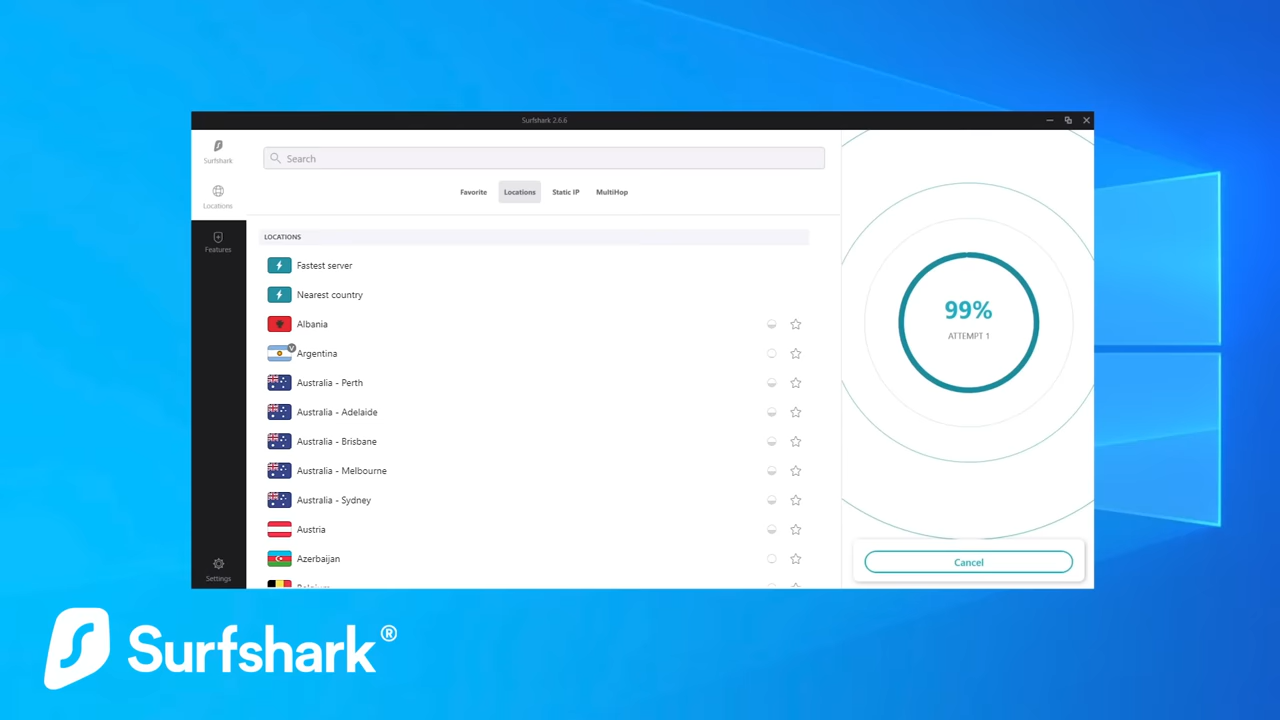 Surfshark 2.6.6
Surfshark
Locations
Features
Settings
Search
Favorite
Locations
Static IP
MultiHop
LOCATIONS
Fastest server
Nearest country
Albania
V
Argentina
Australia - Perth
Australia - Adelaide
Australia - Brisbane
Australia - Melbourne
Australia - Sydney
Austria
Azerbaijan
Belgium
99%
ATTEMPT 1
Cancel
Surfshark®